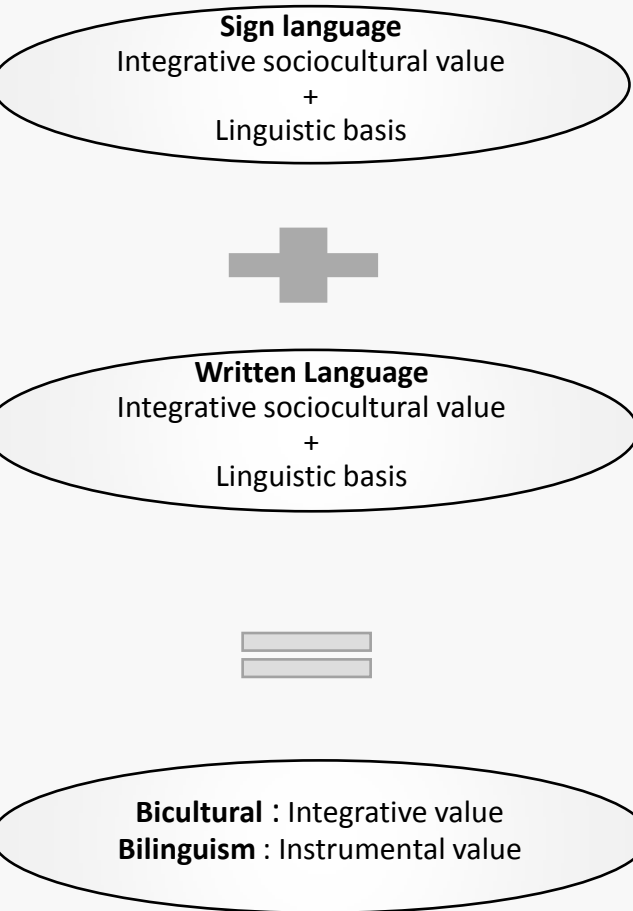 Sign language
Integrative sociocultural value
+
Linguistic basis
Written Language
Integrative sociocultural value
+
Linguistic basis
Bicultural : Integrative value
Bilinguism : Instrumental value